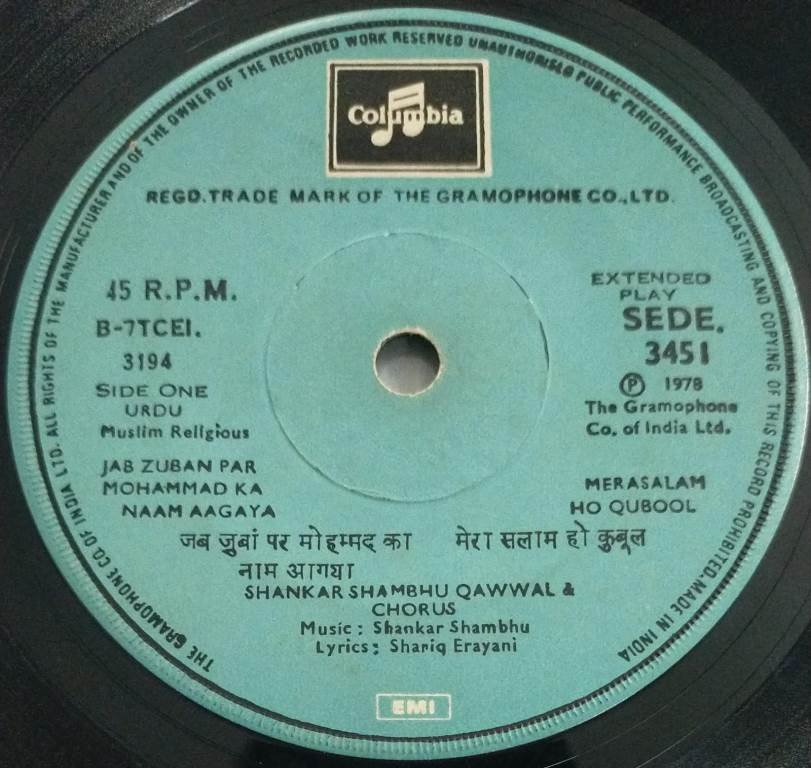 THE GRAMOPHONE CO. OF INDIA LTD. ALL RIGHTS OF THE MANUFACTURER AND OF THE OWNER OF THE RECORDED WORK RESERVED UNAUTHORISED PUBLIC PERFORMANCE BROADCASTING AND COPYING OF THIS RECORD PROHIBITED. MADE IN INDIA
Columbia
REGD. TRADE MARK OF THE GRAMOPHONE CO., LTD.
45 R.P.M.
B-7TCEI.
3194
SIDE ONE
URDU
Muslim Religious
EXTENDED
PLAY
SEDE.
3451
Ⓟ 1978
The Gramophone
Co. of India Ltd.
JAB ZUBAN PAR
MOHAMMAD KA
NAAM AAGAYA
MERASALAM
HO QUBOOL
जब जुबां पर मोहम्मद का
नाम आगया
मेरा सलाम हो कुबूल
SHANKAR SHAMBHU QAWWAL &
CHORUS
Music : Shankar Shambhu
Lyrics : Shariq Erayani
EMI